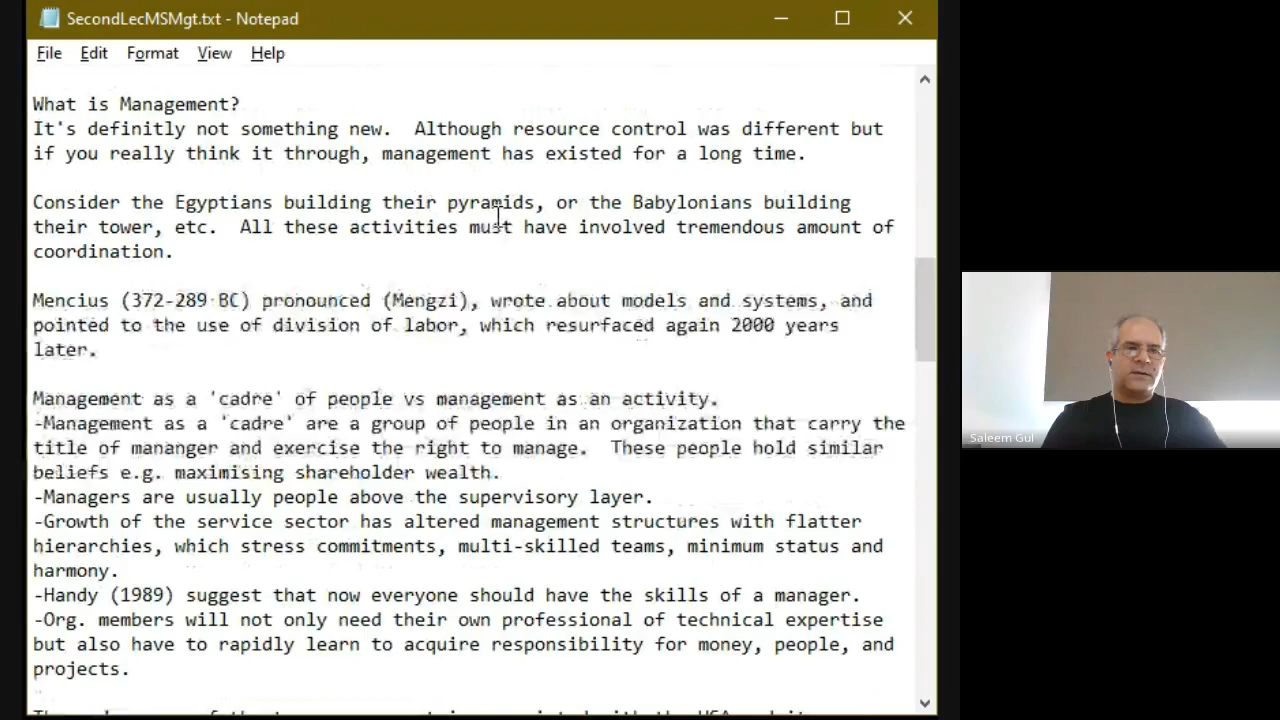 SecondLecMSMgt.txt - Notepad
File Edit Format View Help
What is Management?
It's definitly not something new.  Although resource control was different but
if you really think it through, management has existed for a long time.
Consider the Egyptians building their pyramids, or the Babylonians building
their tower, etc.  All these activities must have involved tremendous amount of
coordination.
Mencius (372-289 BC) pronounced (Mengzi), wrote about models and systems, and
pointed to the use of division of labor, which resurfaced again 2000 years
later.
Management as a 'cadre' of people vs management as an activity.
-Management as a 'cadre' are a group of people in an organization that carry the
title of mananger and exercise the right to manage.  These people hold similar
beliefs e.g. maximising shareholder wealth.
-Managers are usually people above the supervisory layer.
-Growth of the service sector has altered management structures with flatter
hierarchies, which stress commitments, multi-skilled teams, minimum status and
harmony.
-Handy (1989) suggest that now everyone should have the skills of a manager.
-Org. members will not only need their own professional of technical expertise
but also have to rapidly learn to acquire responsibility for money, people, and
projects.
Saleem Gul